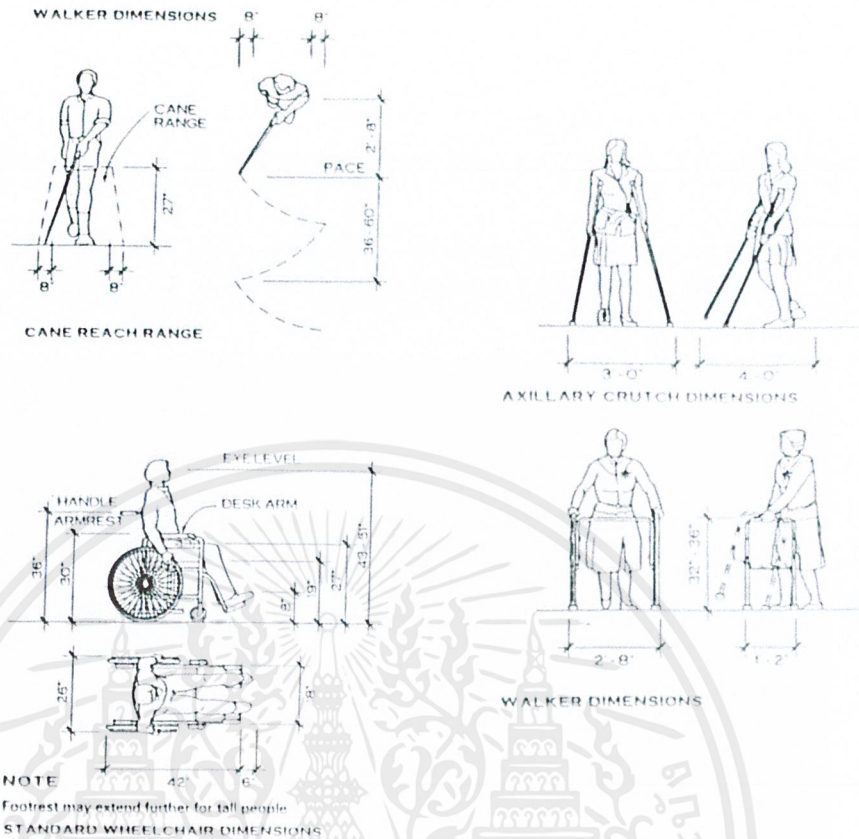 WALKER DIMENSIONS
8"
8"
CANE
RANGE
27"
8"
8"
PACE
2'-8"
36-60"
CANE REACH RANGE
3-0"
4-0"
AXILLARY CRUTCH DIMENSIONS
EYE LEVEL
HANDLE
ARMREST
DESK ARM
36"
30"
8"
9"
27"
43-51"
26"
8"
42"
6"
32"-36"
2-8"
1-2"
WALKER DIMENSIONS
NOTE
Footrest may extend further for tall people
STANDARD WHEELCHAIR DIMENSIONS